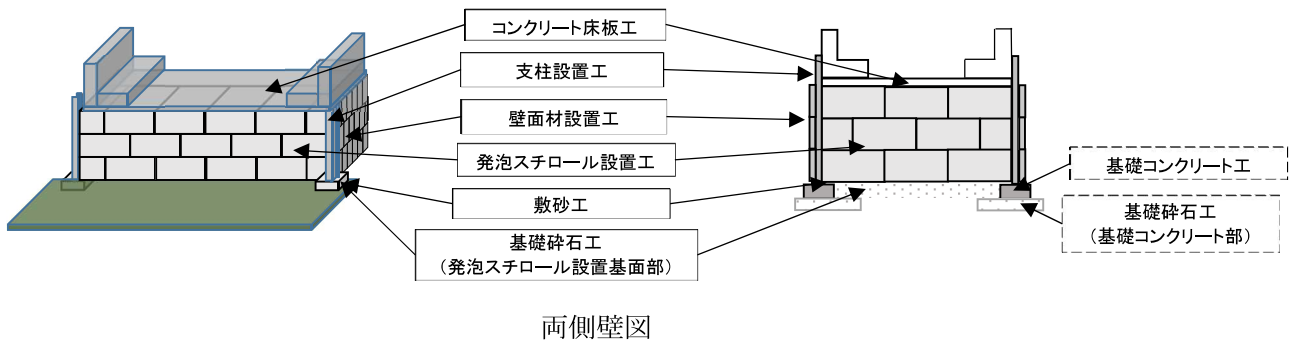 コンクリート床板工
支柱設置工
壁面材設置工
発泡スチロール設置工
敷砂工
基礎砕石工
（発泡スチロール設置基面部）
基礎コンクリート工
基礎砕石工
（基礎コンクリート部）
両側壁図